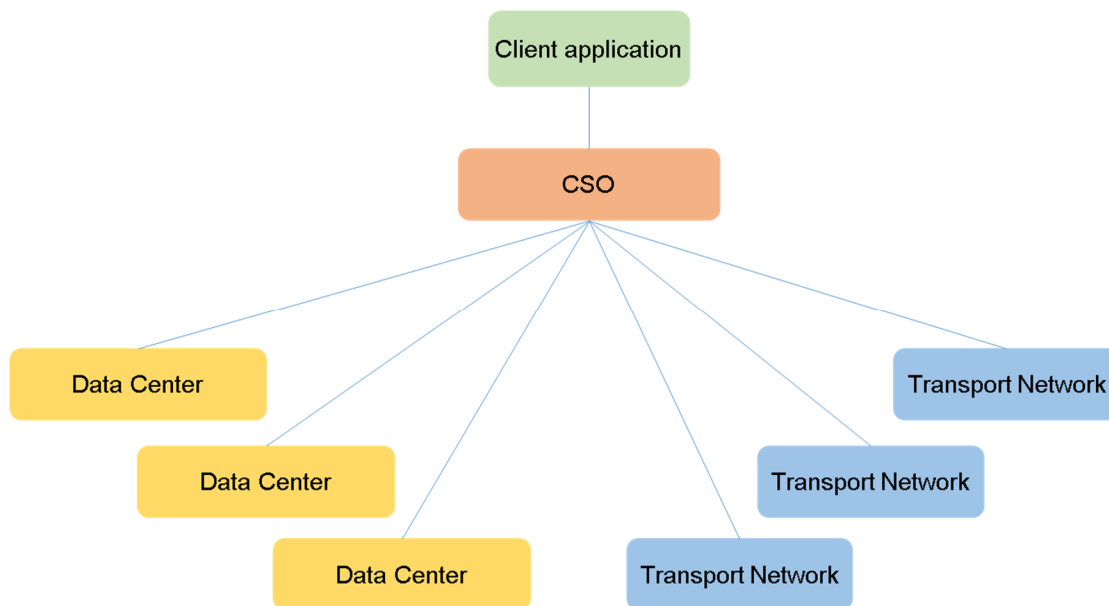 Client application
CSO
Data Center
Transport Network
Data Center
Transport Network
Data Center
Transport Network